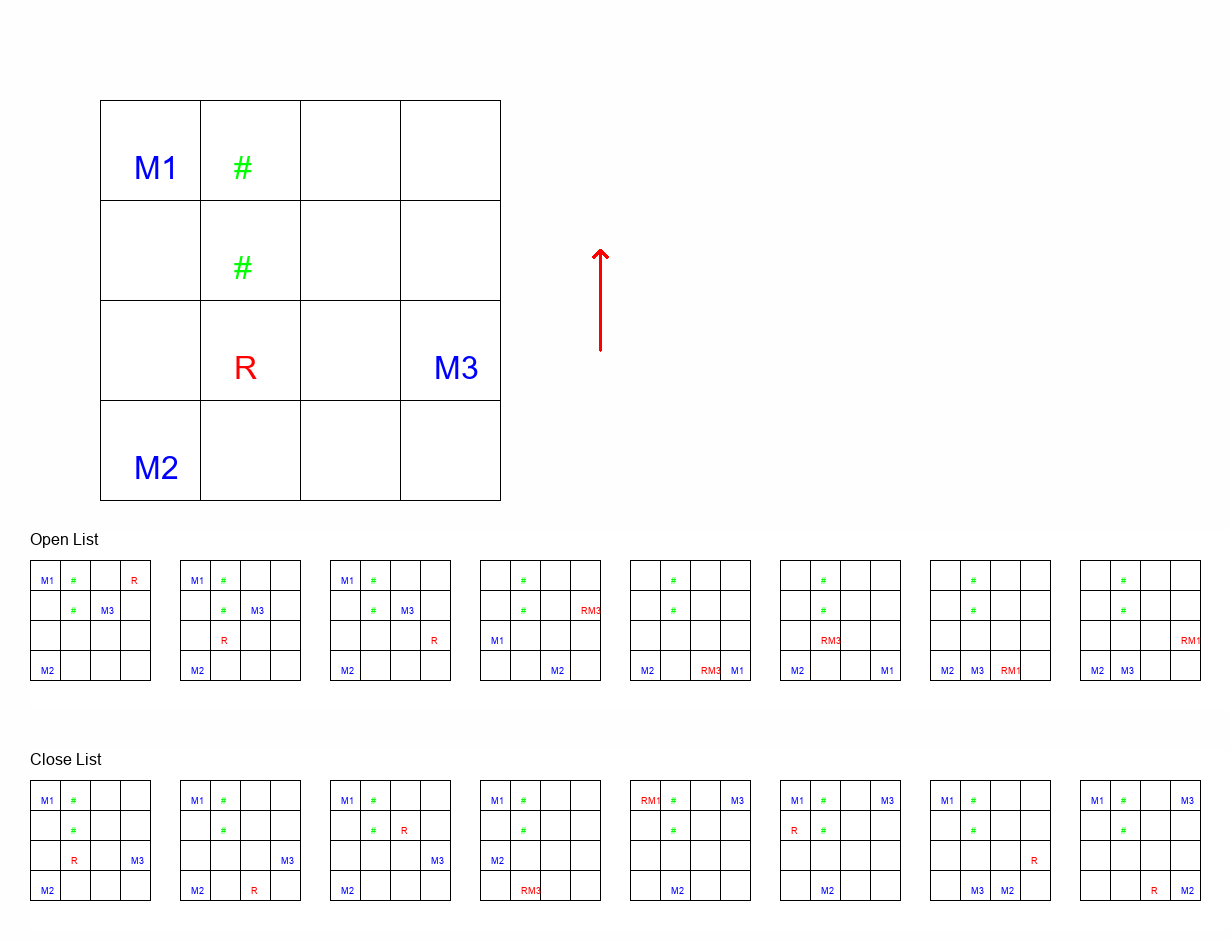 M1 #
#
R M3
M2
Open List
M1 # R M1 # M1 # # # # # #
# M3 # M3 # M3 # RM3 # # # #
R R M1 RM3 RM1
M2 M2 M2 M2 M2 RM3 M1 M2 M1 M2 M3 RM1 M2 M3
Close List
M1 # M1 # M1 # M1 # RM1 # M3 M1 # M3 M1 # M1 # M3
# # # R # # R # # #
R M3 M3 M3 M2 R
M2 M2 R M2 RM3 M2 M2 M3 M2 R M2